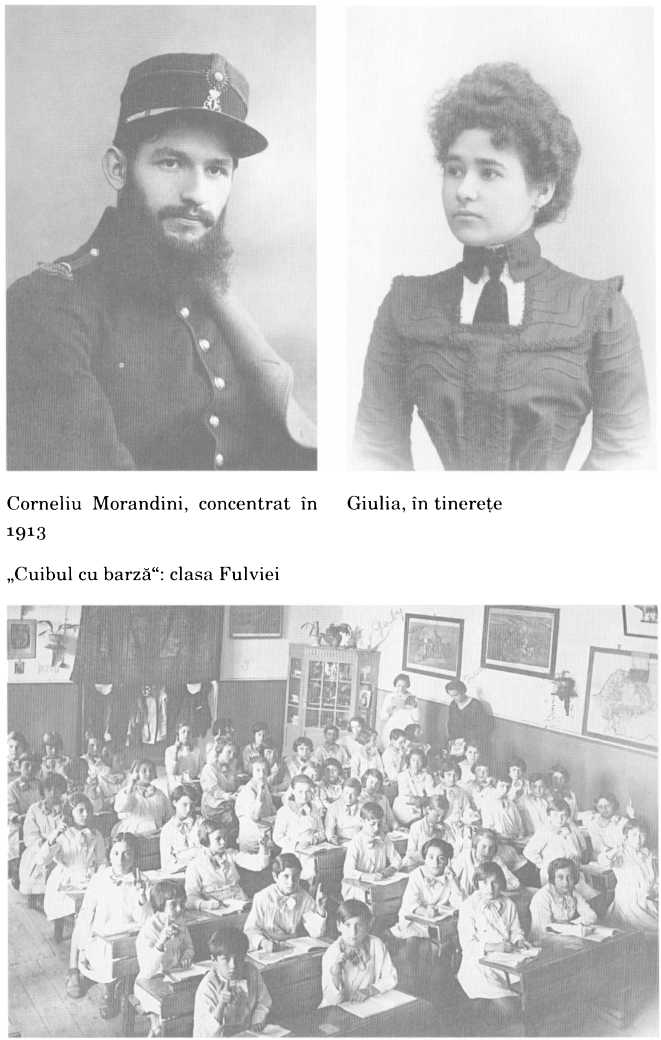 Corneliu Morandini, concentrat în
1913
Giulia, în tinerețe
„Cuibul cu barză“: clasa Fulviei